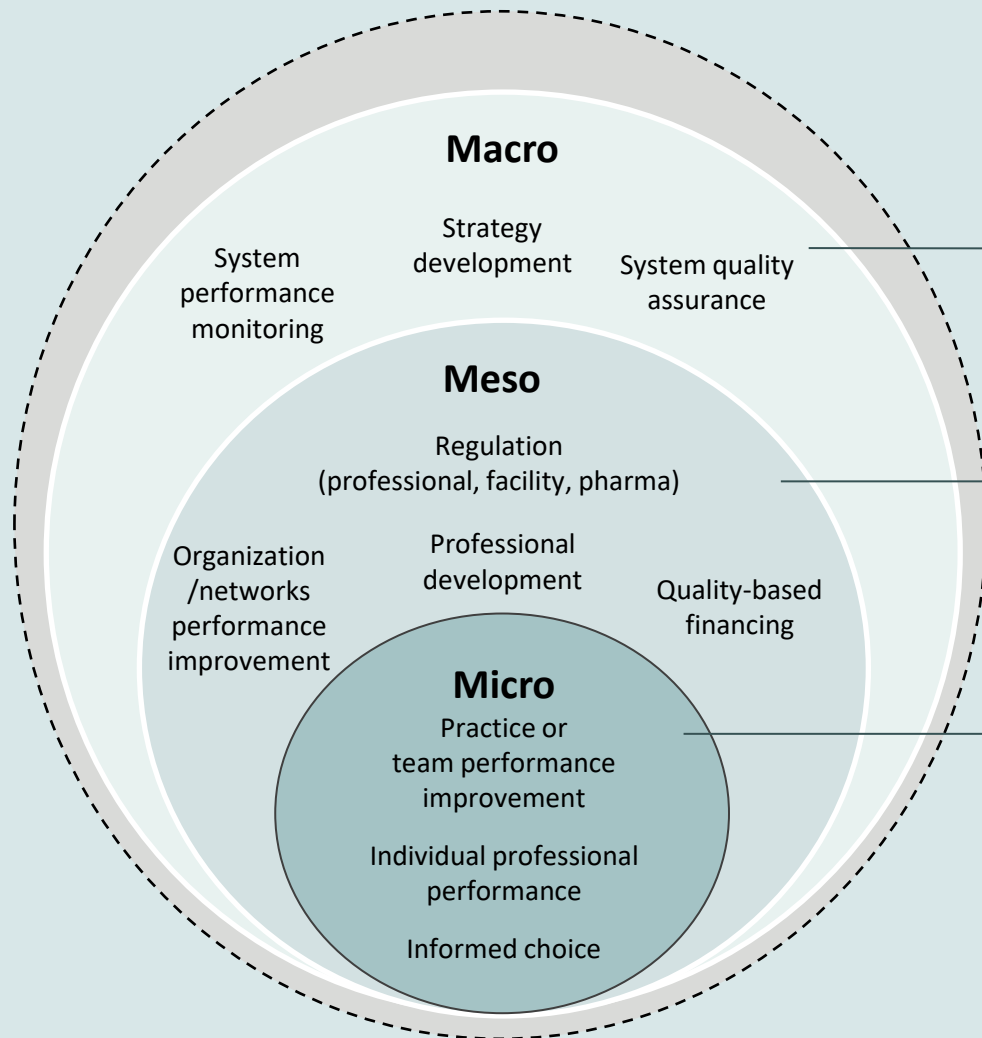 Macro
Strategy
development
System
performance
monitoring
System quality
assurance
Meso
Regulation
(professional, facility, pharma)
Professional
development
Organization
/networks
performance
improvement
Quality-based
financing
Micro
Practice or
team performance
improvement
Individual professional
performance
Informed choice